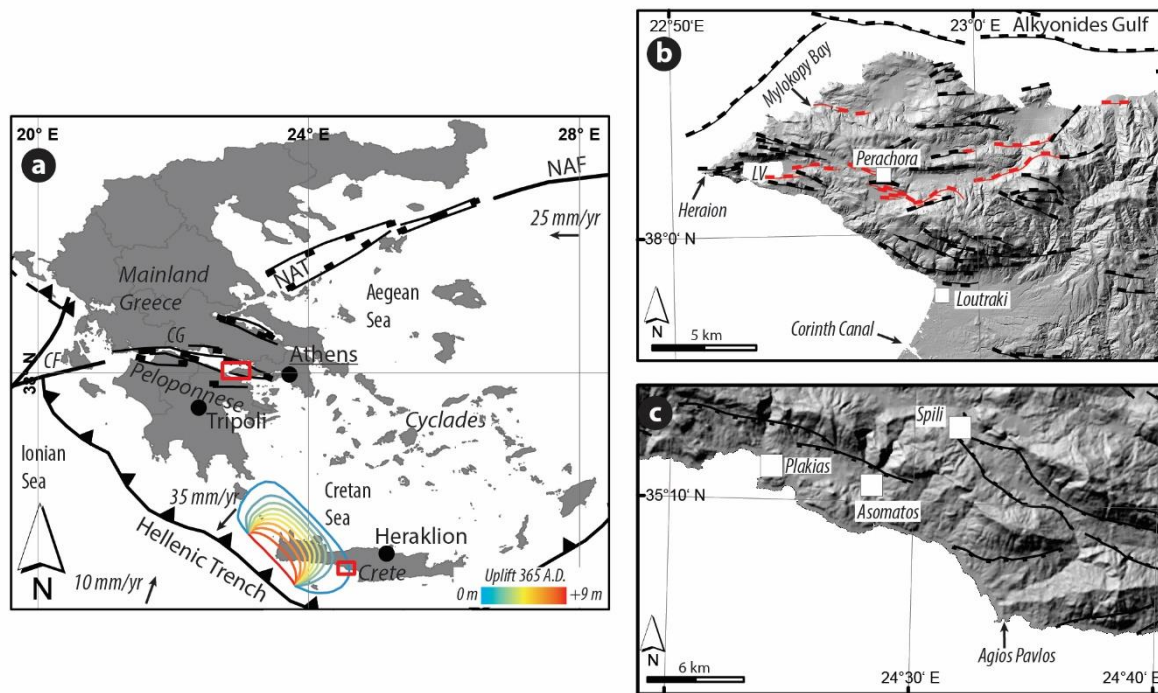 a
20° E
24° E
28° E
NAF
25 mm/yr
NAT
Mainland
Greece
Aegean
Sea
CG
CF
Athens
Peloponnese
Tripoli
Cyclades
Ionian
Sea
35 mm/yr
Cretan
Sea
Hellenic Trench
Heraklion
Crete
N
10 mm/yr
Uplift 365 A.D.
0 m
+9 m
b
22°50' E
23°0' E
Alkyonides Gulf
Mylokopy Bay
Perachora
LV
Heraion
38°0' N
Loutraki
Corinth Canal
N
5 km
c
Spili
Plakias
35°10' N
Asomatos
N
6 km
Agios Pavlos
24°30' E
24°40' E